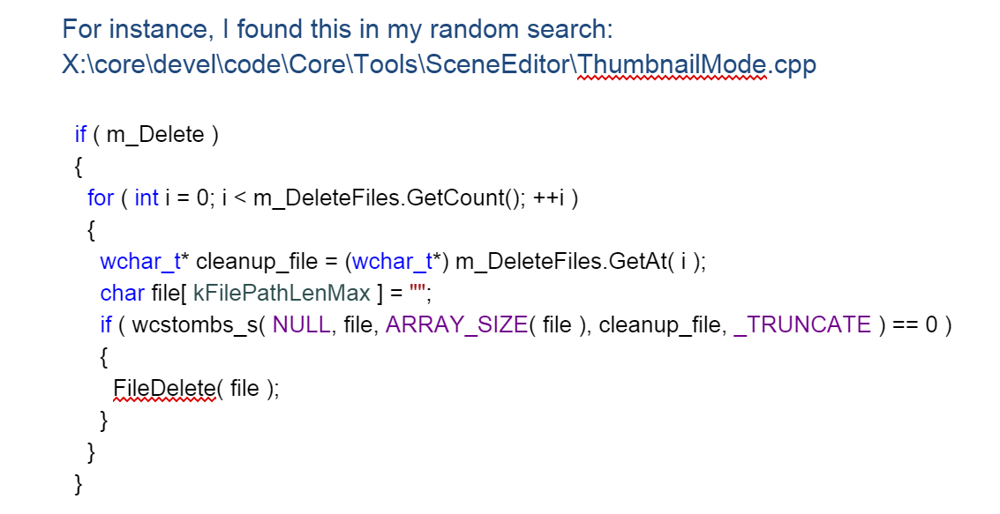 For instance, I found this in my random search:
X:\core\devel\code\Core\Tools\SceneEditor\ThumbnailMode.cpp
if ( m_Delete )
{
for ( int i = 0; i < m_DeleteFiles.GetCount(); ++i )
{
wchar_t* cleanup_file = (wchar_t*) m_DeleteFiles.GetAt( i );
char file[ kFilePathLenMax ] = "";
if ( wcstombs_s( NULL, file, ARRAY_SIZE( file ), cleanup_file, _TRUNCATE ) == 0 )
{
FileDelete( file );
}
}
}